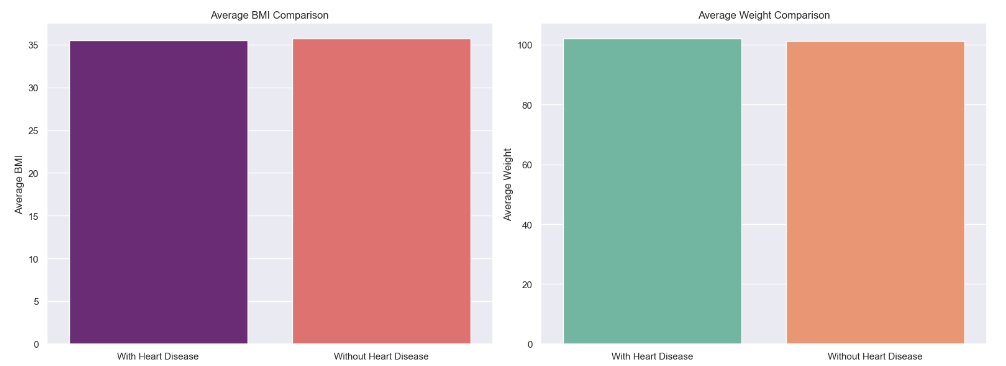 Average BMI Comparison
Average BMI
35
30
25
20
15
10
5
0
With Heart Disease
Without Heart Disease
Average Weight Comparison
Average Weight
100
80
60
40
20
0
With Heart Disease
Without Heart Disease